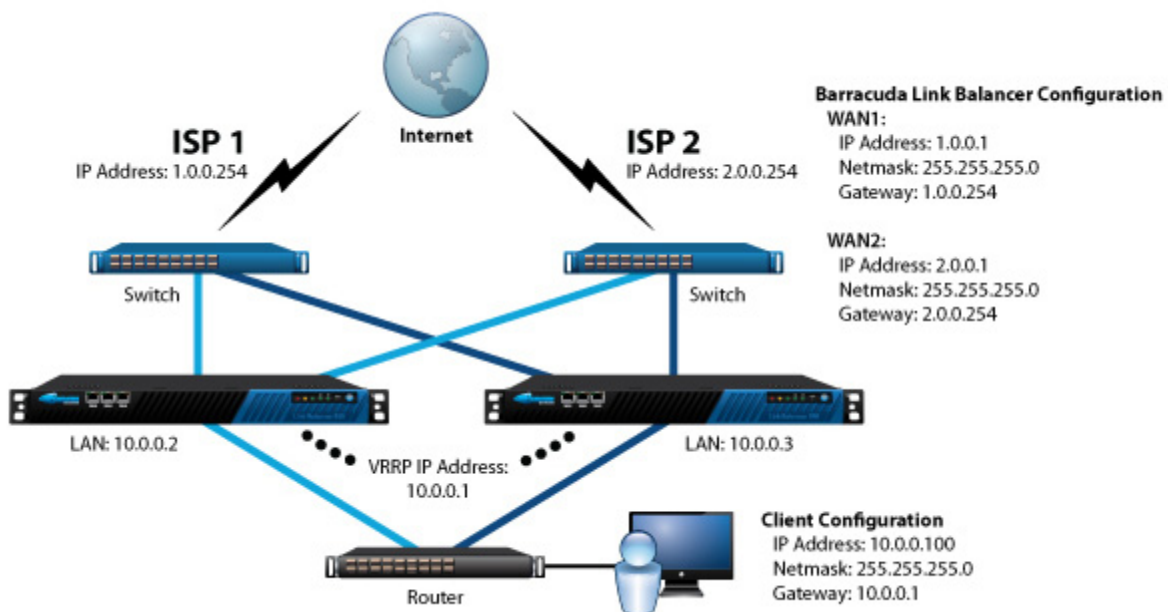 Internet
ISP 1
IP Address: 1.0.0.254
ISP 2
IP Address: 2.0.0.254
Barracuda Link Balancer Configuration
WAN1:
IP Address: 1.0.0.1
Netmask: 255.255.255.0
Gateway: 1.0.0.254
WAN2:
IP Address: 2.0.0.1
Netmask: 255.255.255.0
Gateway: 2.0.0.254
Switch
Switch
LAN: 10.0.0.2
LAN: 10.0.0.3
VRRP IP Address:
10.0.0.1
Router
Client Configuration
IP Address: 10.0.0.100
Netmask: 255.255.255.0
Gateway: 10.0.0.1